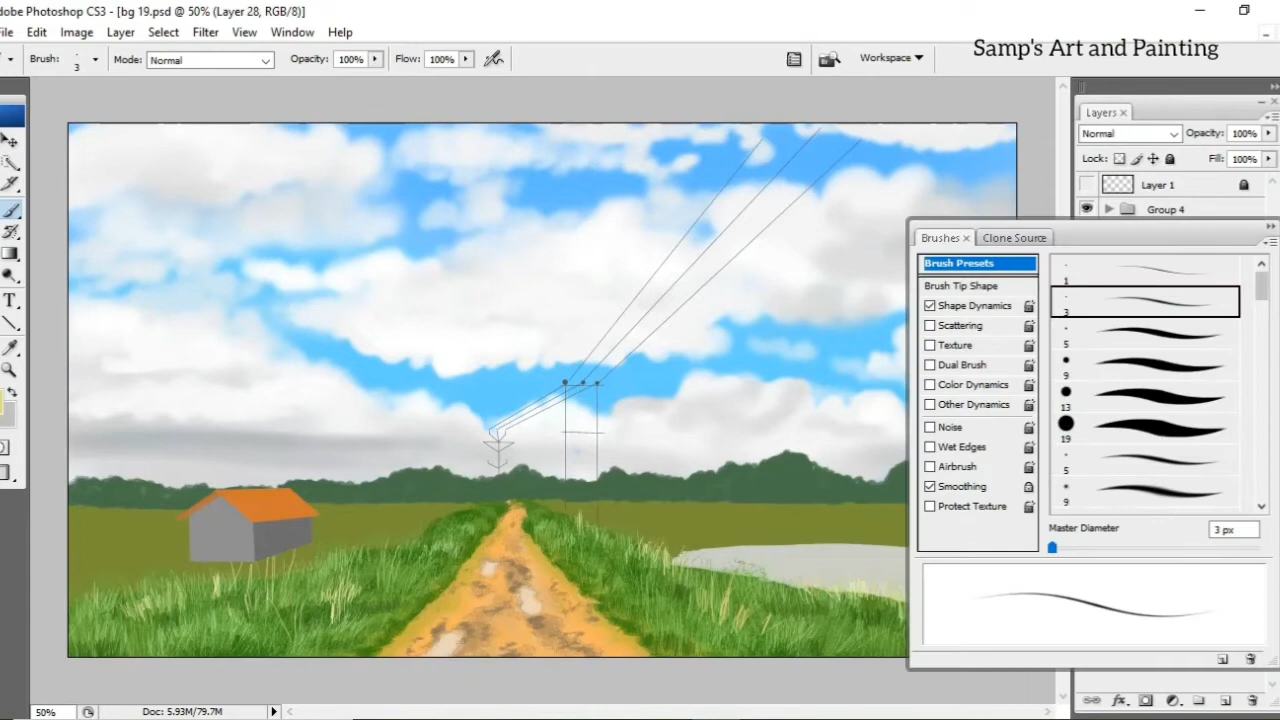 dobe Photoshop CS3 - [bg 19.psd @ 50% (Layer 28, RGB/8)]
ile Edit Image Layer Select Filter View Window Help
Brush: 3 Mode: Normal Opacity: 100% Flow: 100% Workspace
Samp's Art and Painting
Layers
Normal Opacity: 100%
Lock: Fill: 100%
Layer 1
Group 4
Brushes Clone Source
Brush Presets
Brush Tip Shape
Shape Dynamics
Scattering
Texture
Dual Brush
Color Dynamics
Other Dynamics
Noise
Wet Edges
Airbrush
Smoothing
Protect Texture
1
3
5
9
13
19
5
9
Master Diameter 3 px
50% Doc: 5.93M/79.7M